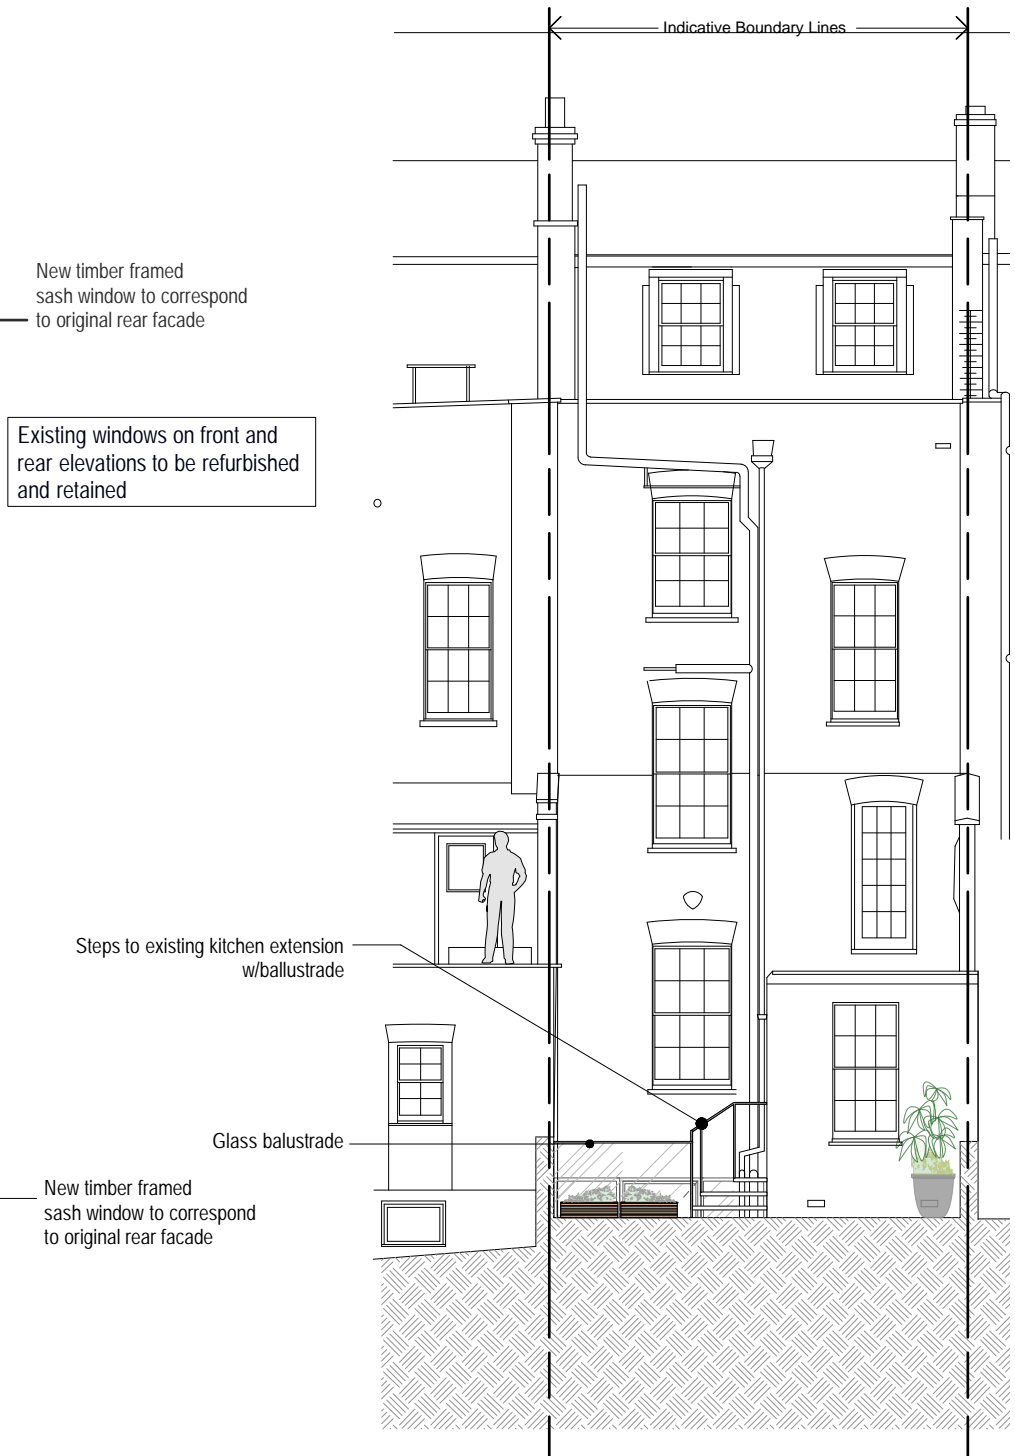 Indicative Boundary Lines
New timber framed
sash window to correspond
to original rear facade
Existing windows on front and
rear elevations to be refurbished
and retained
Steps to existing kitchen extension
w/ballustrade
Glass balustrade
New timber framed
sash window to correspond
to original rear facade